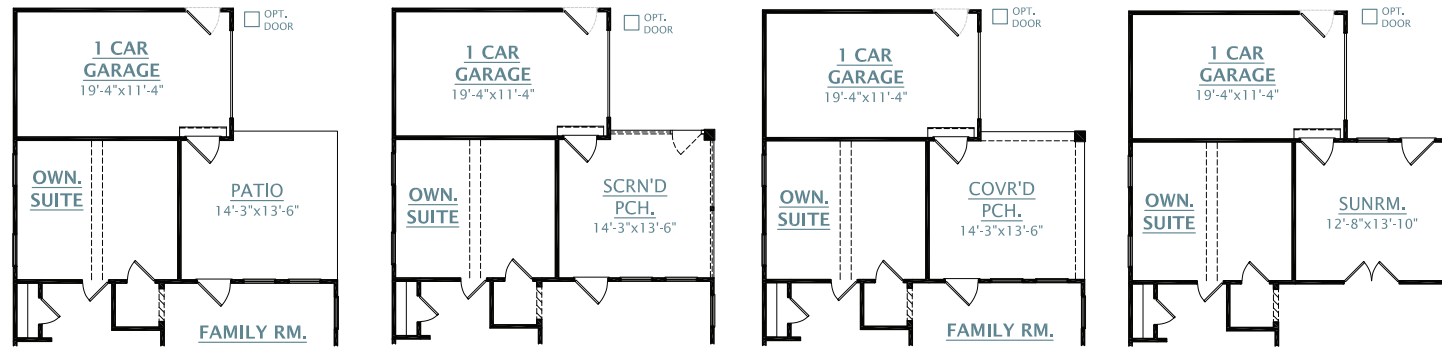 OPT.
DOOR
1 CAR
GARAGE
19'-4"x11'-4"
OWN.
SUITE
PATIO
14'-3"x13'-6"
FAMILY RM.
OPT.
DOOR
1 CAR
GARAGE
19'-4"x11'-4"
OWN.
SUITE
SCRN'D
PCH.
14'-3"x13'-6"
OPT.
DOOR
1 CAR
GARAGE
19'-4"x11'-4"
OWN.
SUITE
COVR'D
PCH.
14'-3"x13'-6"
FAMILY RM.
OPT.
DOOR
1 CAR
GARAGE
19'-4"x11'-4"
OWN.
SUITE
SUNRM.
12'-8"x13'-10"